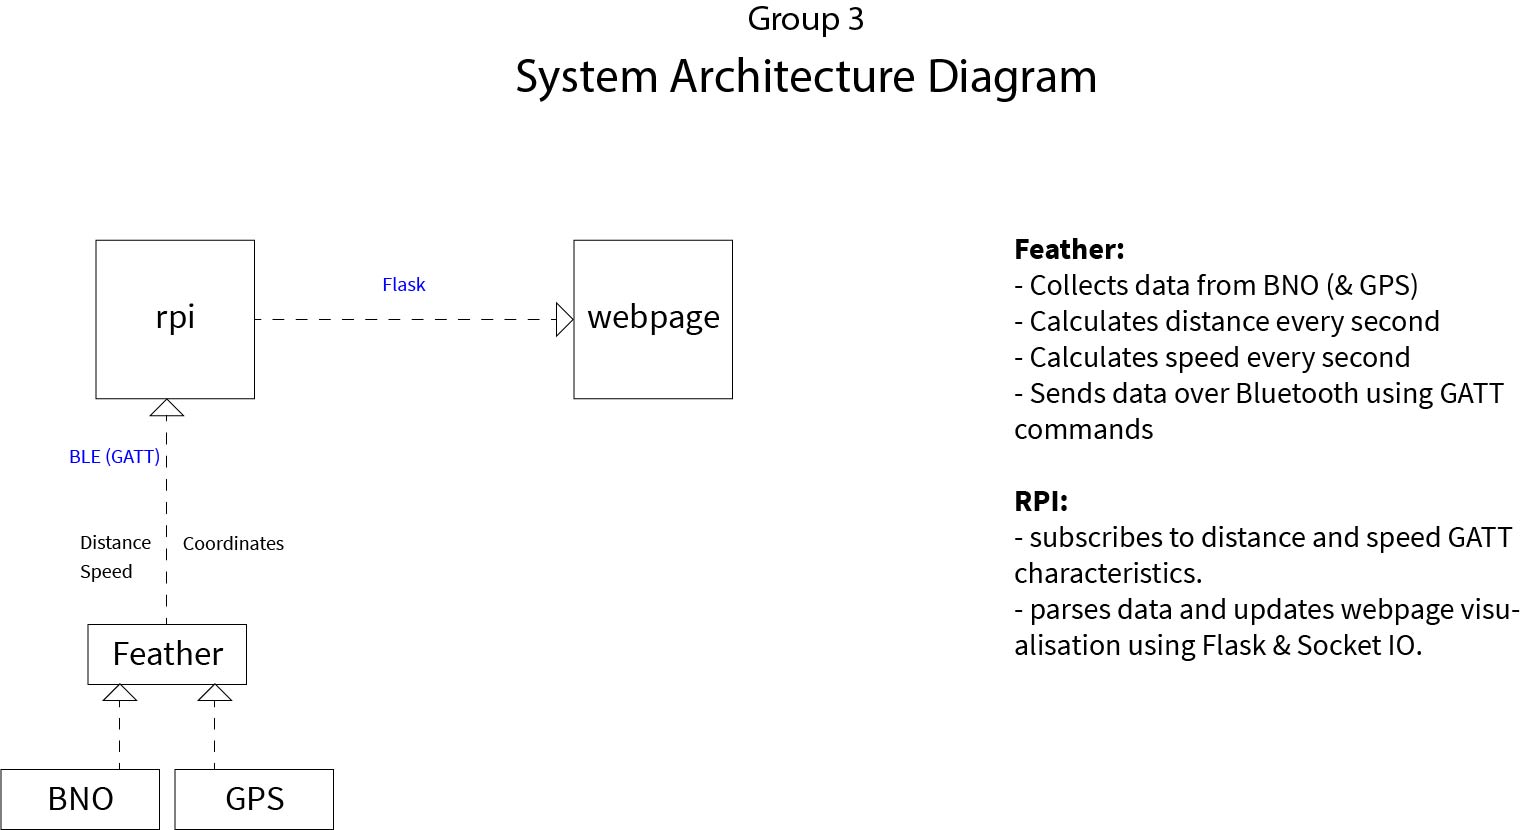 Group 3
System Architecture Diagram
rpi
Flask
webpage
BLE (GATT)
Distance
Speed
Coordinates
Feather
BNO
GPS
Feather:
- Collects data from BNO (& GPS)
- Calculates distance every second
- Calculates speed every second
- Sends data over Bluetooth using GATT
commands
RPI:
- subscribes to distance and speed GATT
characteristics.
- parses data and updates webpage visu-
alisation using Flask & Socket IO.